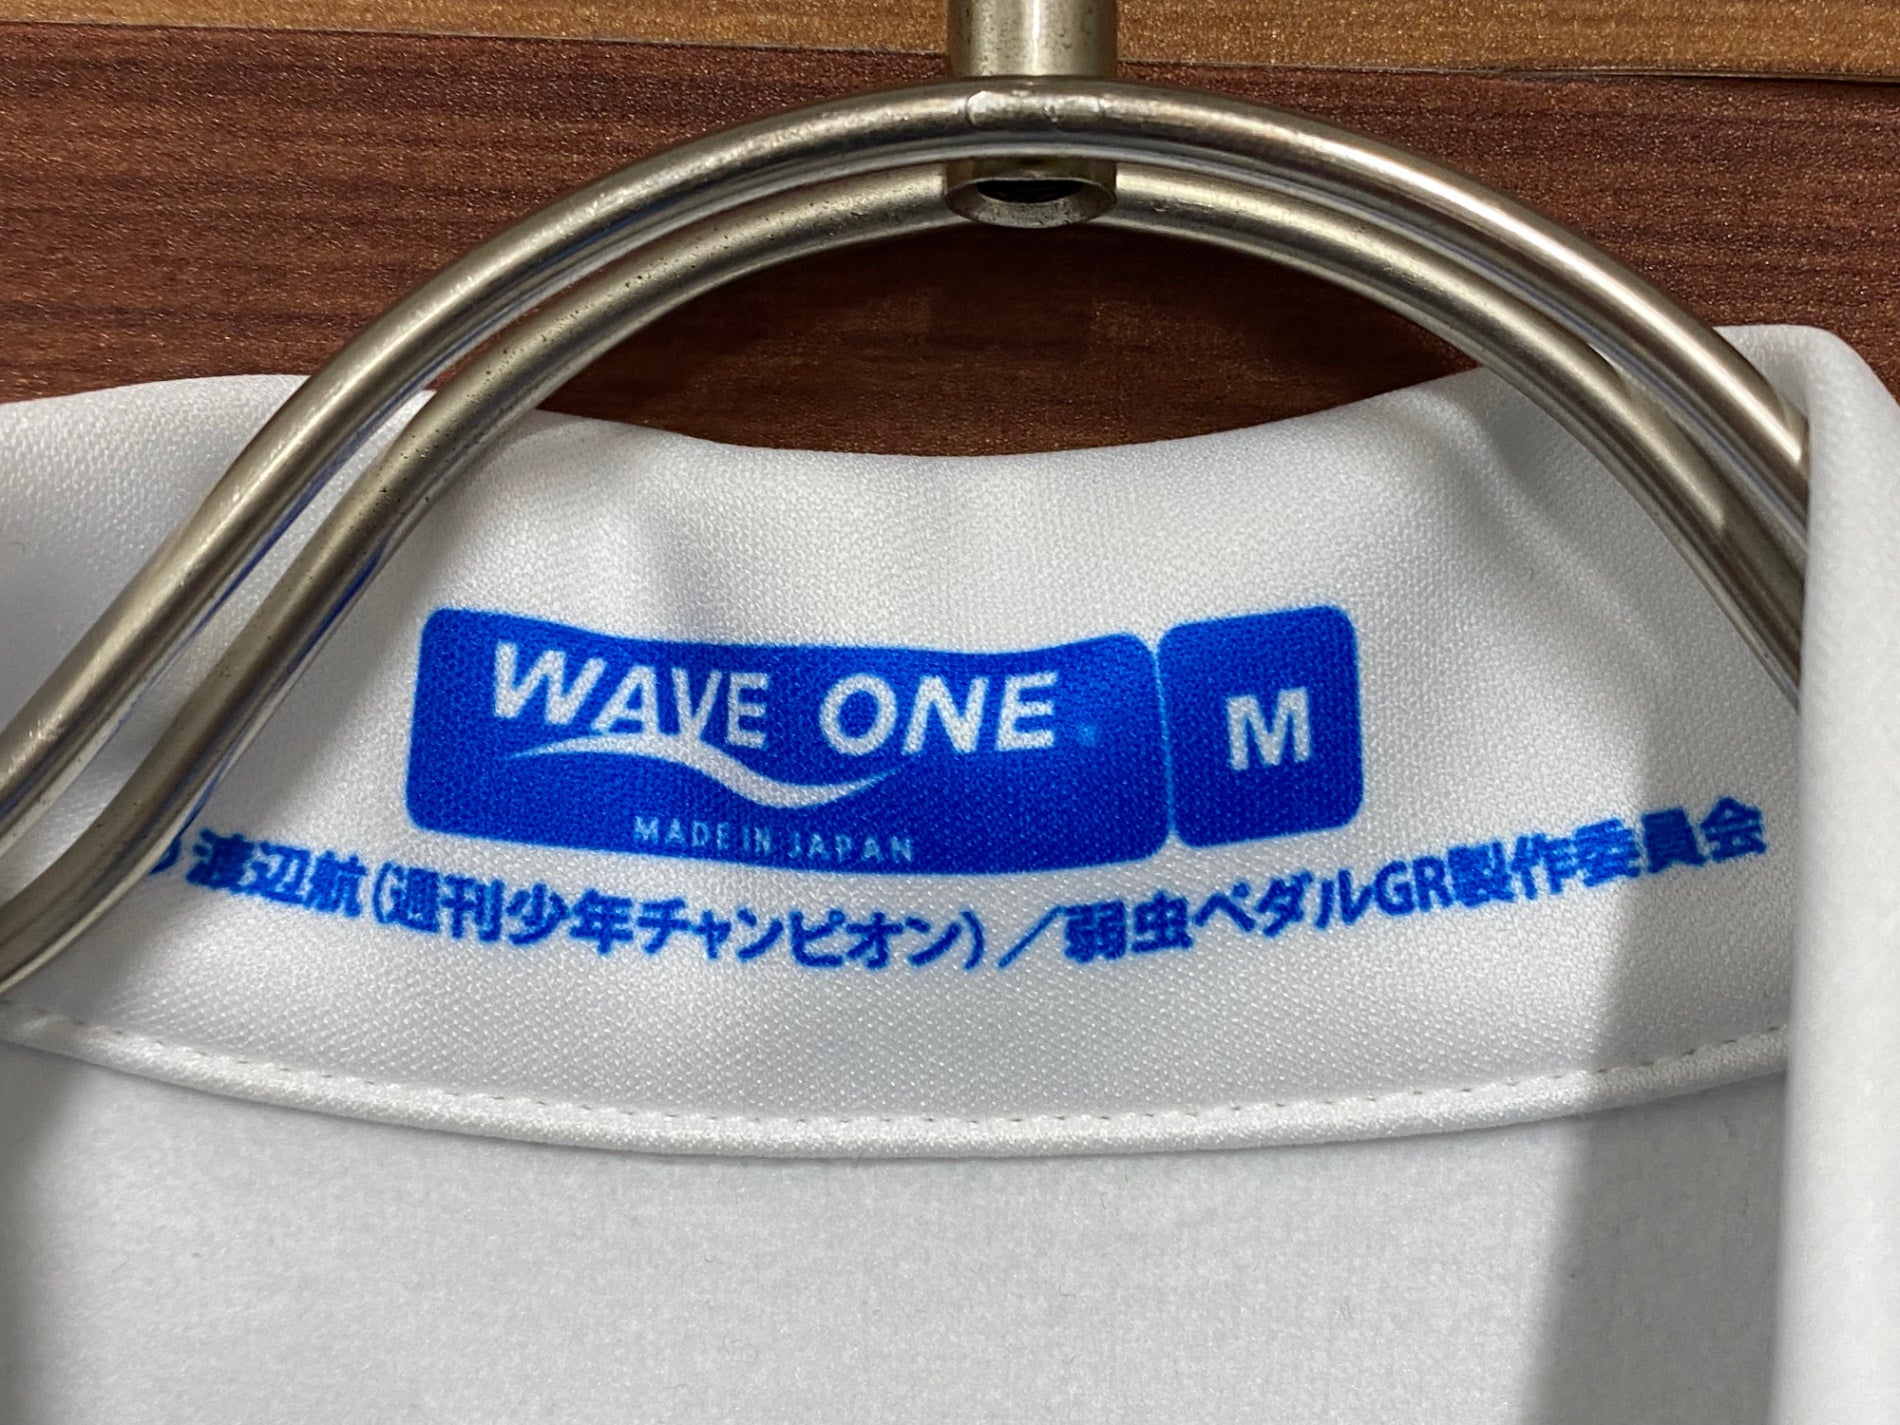 WAVE ONE
M
MADE IN JAPAN
渡辺航(週刊少年チャンピオン)／弱虫ペダルGR製作委員会